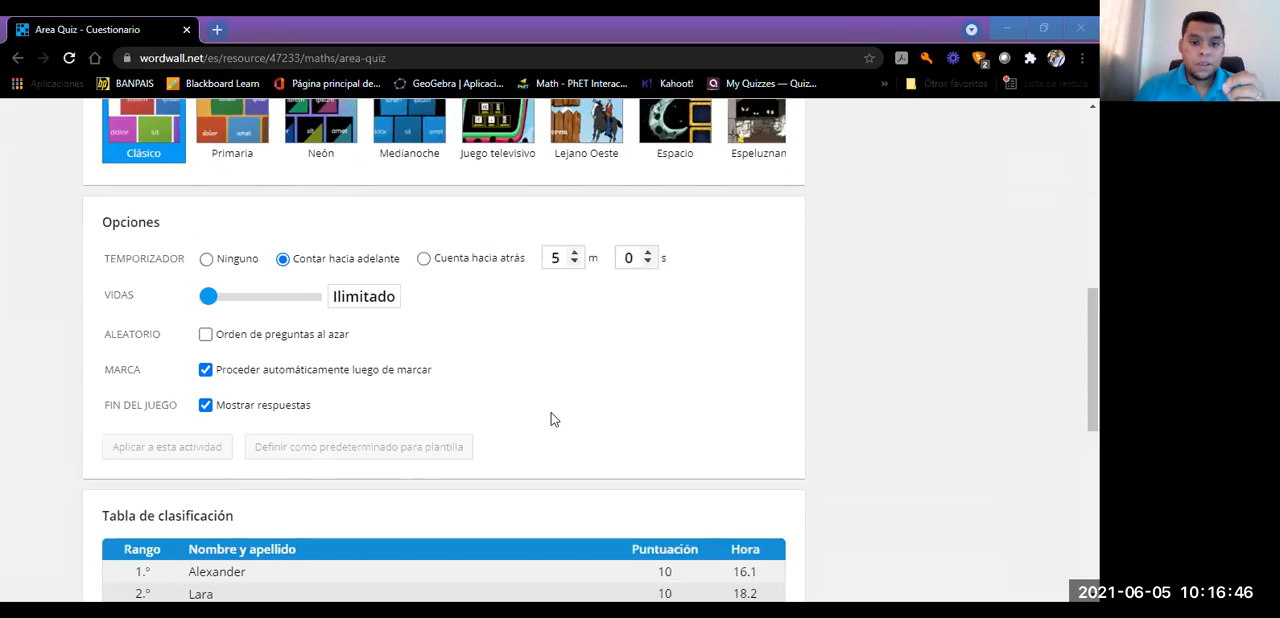 Area Quiz - Cuestionario
wordwall.net/es/resource/47233/maths/area-quiz
2
Aplicaciones BANPAIS Blackboard Learn Página principal de... GeoGebra (Aplicaci... Math - PhET Interac... Kahoot! My Quizzes — Quiz... » Otros favoritos Lista de lectura
Clásico Primaria Neón Medianoche Juego televisivo Lejano Oeste Espacio Espeluznan
Opciones
TEMPORIZADOR Ninguno Contar hacia adelante Cuenta hacia atrás 5 m 0 s
VIDAS Ilimitado
ALEATORIO Orden de preguntas al azar
MARCA Proceder automáticamente luego de marcar
FIN DEL JUEGO Mostrar respuestas
Aplicar a esta actividad Definir como predeterminado para plantilla
Tabla de clasificación
Rango Nombre y apellido Puntuación Hora
1.º Alexander 10 16.1
2.º Lara 10 18.2
2021-06-05 10:16:46